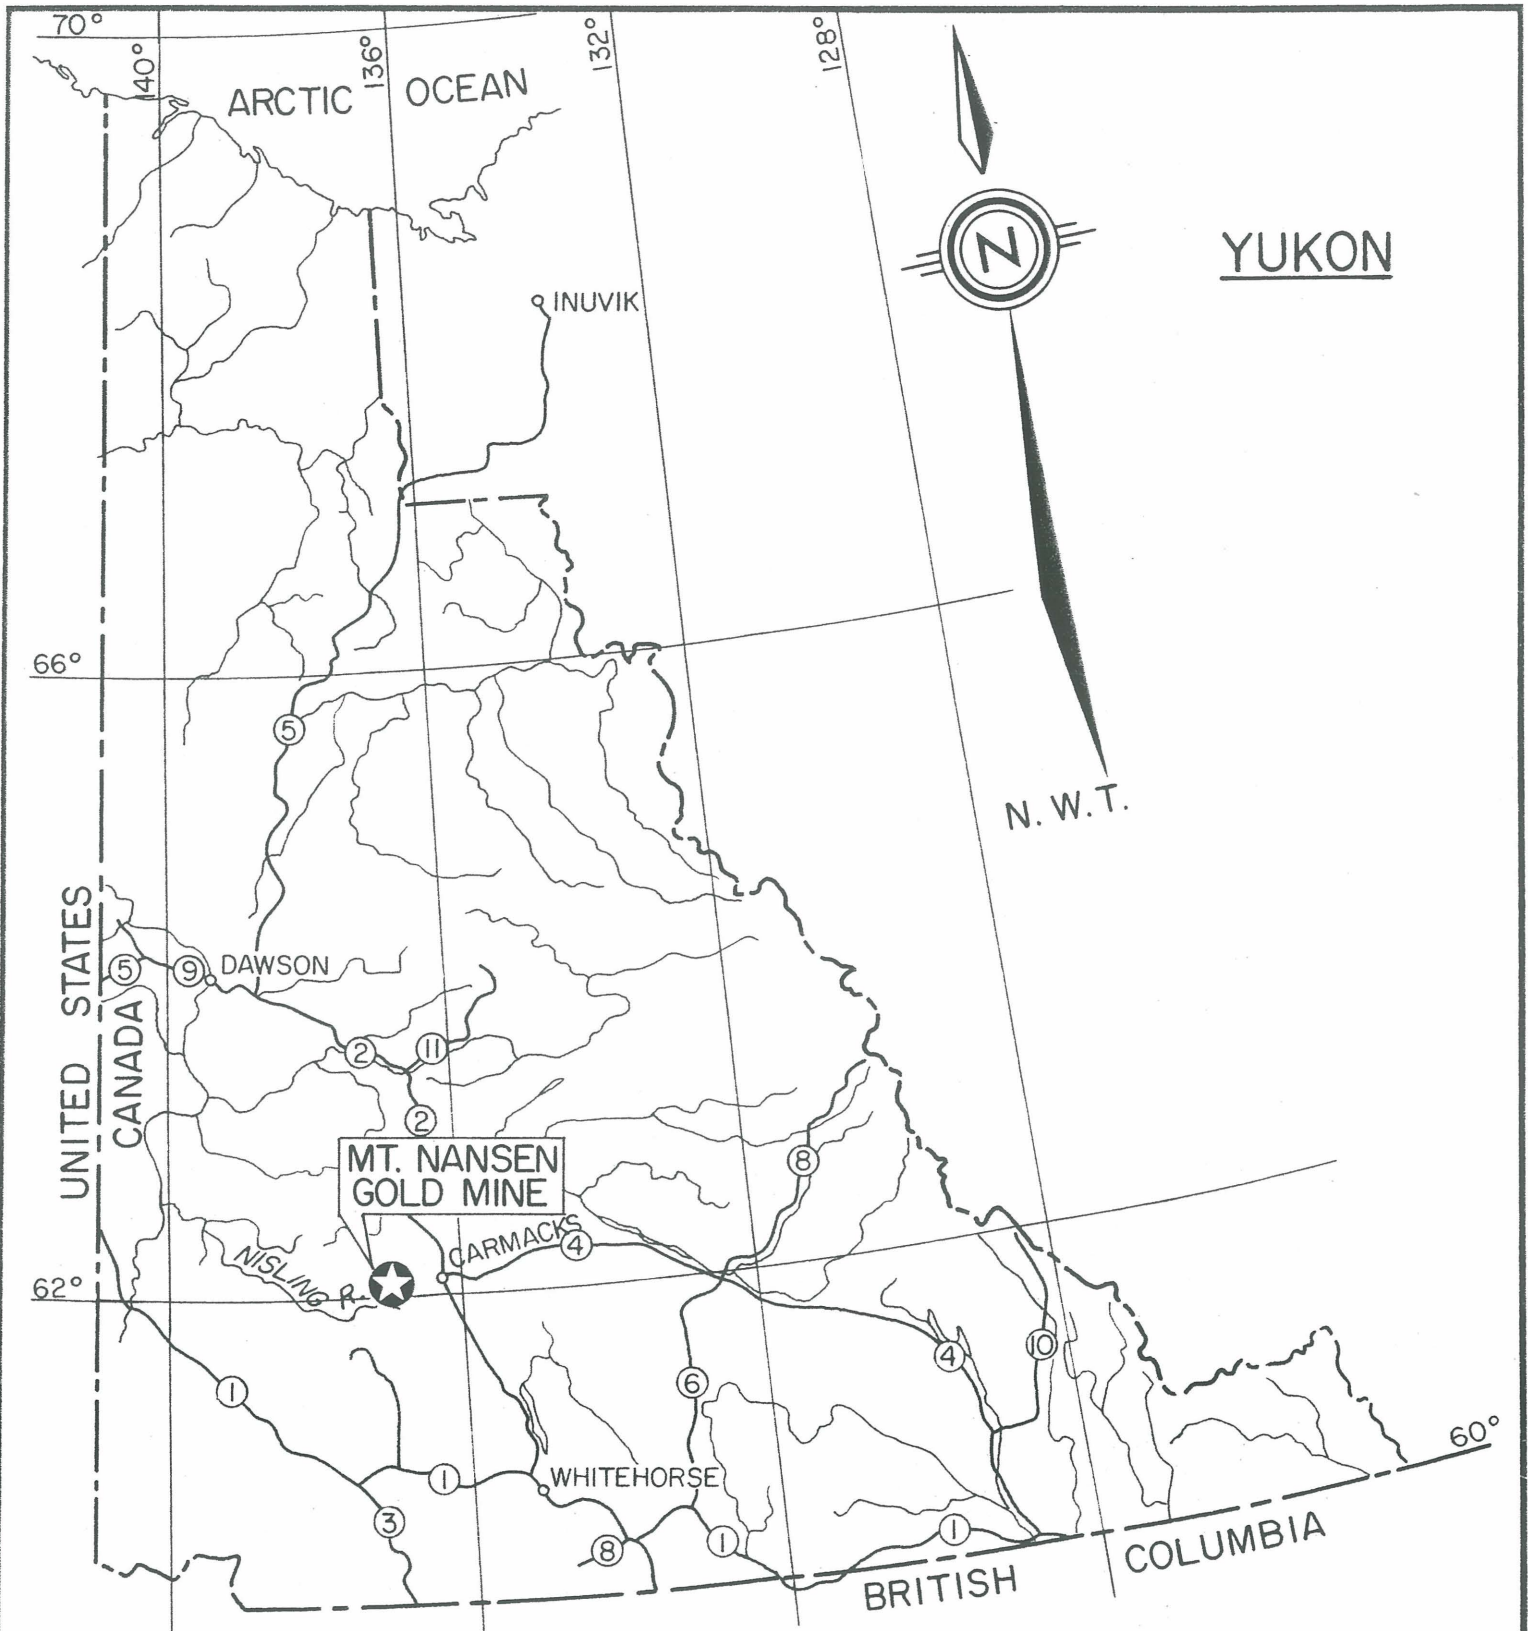 70°
140°
136°
132°
128°
ARCTIC OCEAN
N
YUKON
INUVIK
66°
5
N. W. T.
UNITED STATES
CANADA
5
9
DAWSON
2
11
2
MT. NANSEN
GOLD MINE
8
CARMACKS
4
NISLING R.
62°
4
10
1
6
60°
1
WHITEHORSE
3
8
1
1
BRITISH COLUMBIA